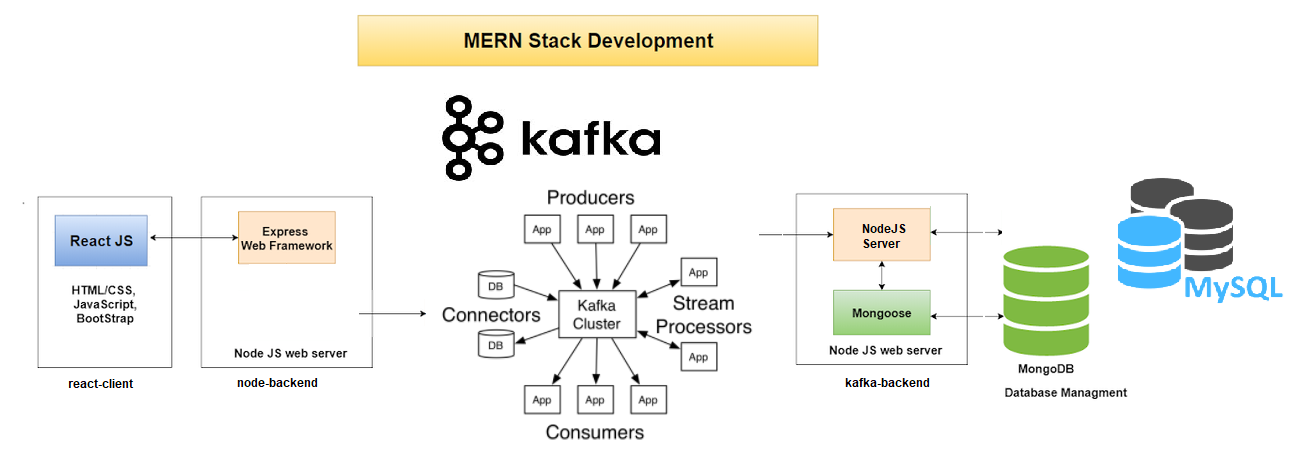 MERN Stack Development
kafka
React JS
HTML/CSS,
JavaScript,
BootStrap
react-client
Express
Web Framework
Node JS web server
node-backend
Producers
App
App
App
DB
Connectors
DB
Kafka
Cluster
App
Stream
Processors
App
App
App
App
Consumers
NodeJS
Server
Mongoose
Node JS web server
kafka-backend
MongoDB
Database Managment
MySQL